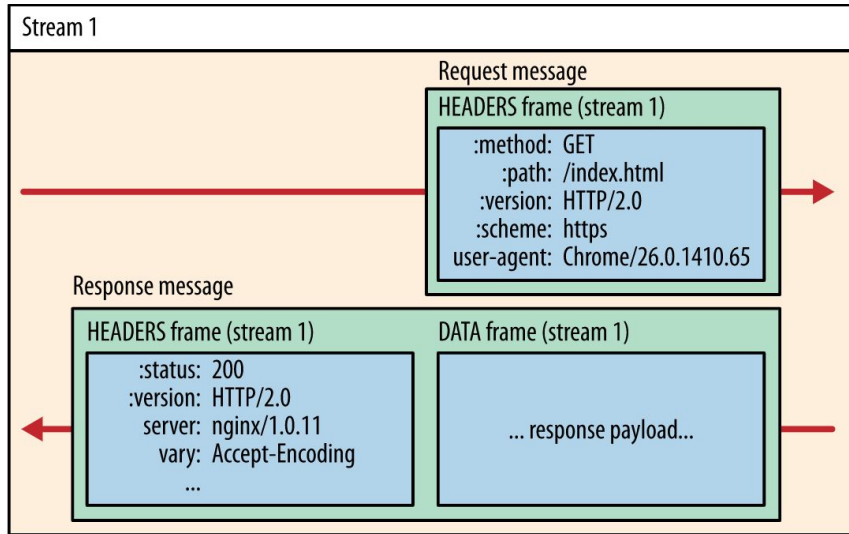 Stream 1
Request message
HEADERS frame (stream 1)
:method: GET
:path: /index.html
:version: HTTP/2.0
:scheme: https
user-agent: Chrome/26.0.1410.65
Response message
HEADERS frame (stream 1)
:status: 200
:version: HTTP/2.0
server: nginx/1.0.11
vary: Accept-Encoding
...
DATA frame (stream 1)
... response payload...